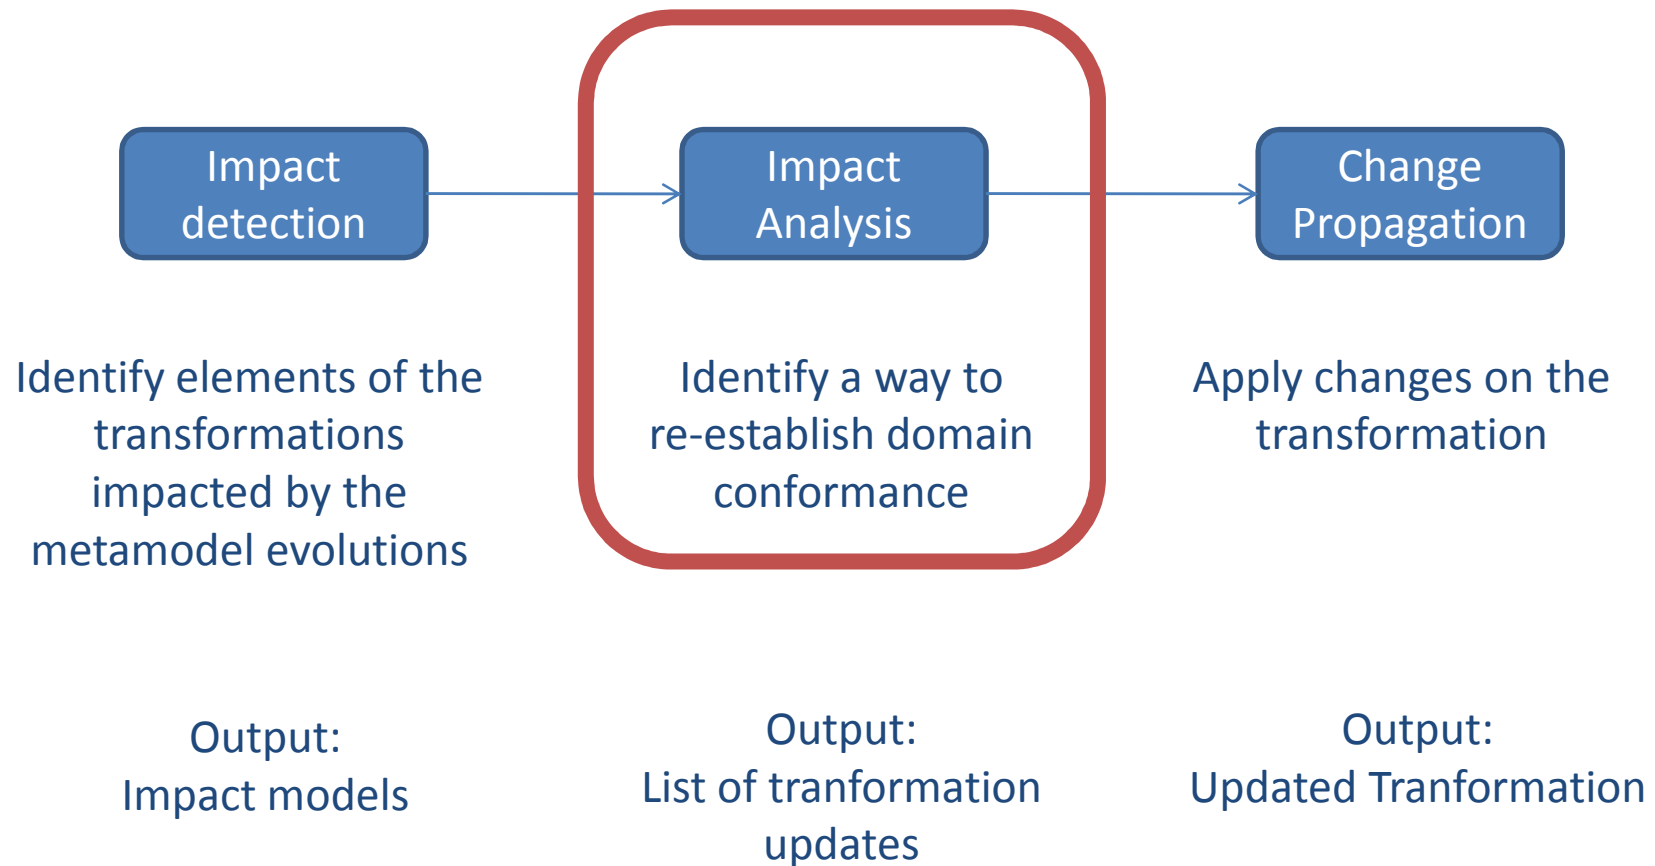 Impact
detection
Impact
Analysis
Change
Propagation
Identify elements of the
transformations
impacted by the
metamodel evolutions
Identify a way to
re-establish domain
conformance
Apply changes on the
transformation
Output:
Impact models
Output:
List of tranformation
updates
Output:
Updated Tranformation